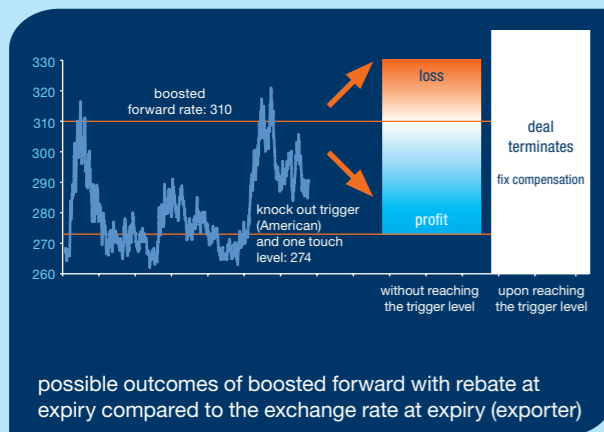 330
320
310
300
290
280
270
260
boosted
forward rate: 310
knock out trigger
(American)
and one touch
level: 274
loss
profit
deal
terminates
fix compensation
without reaching
the trigger level
upon reaching
the trigger level
possible outcomes of boosted forward with rebate at
expiry compared to the exchange rate at expiry (exporter)